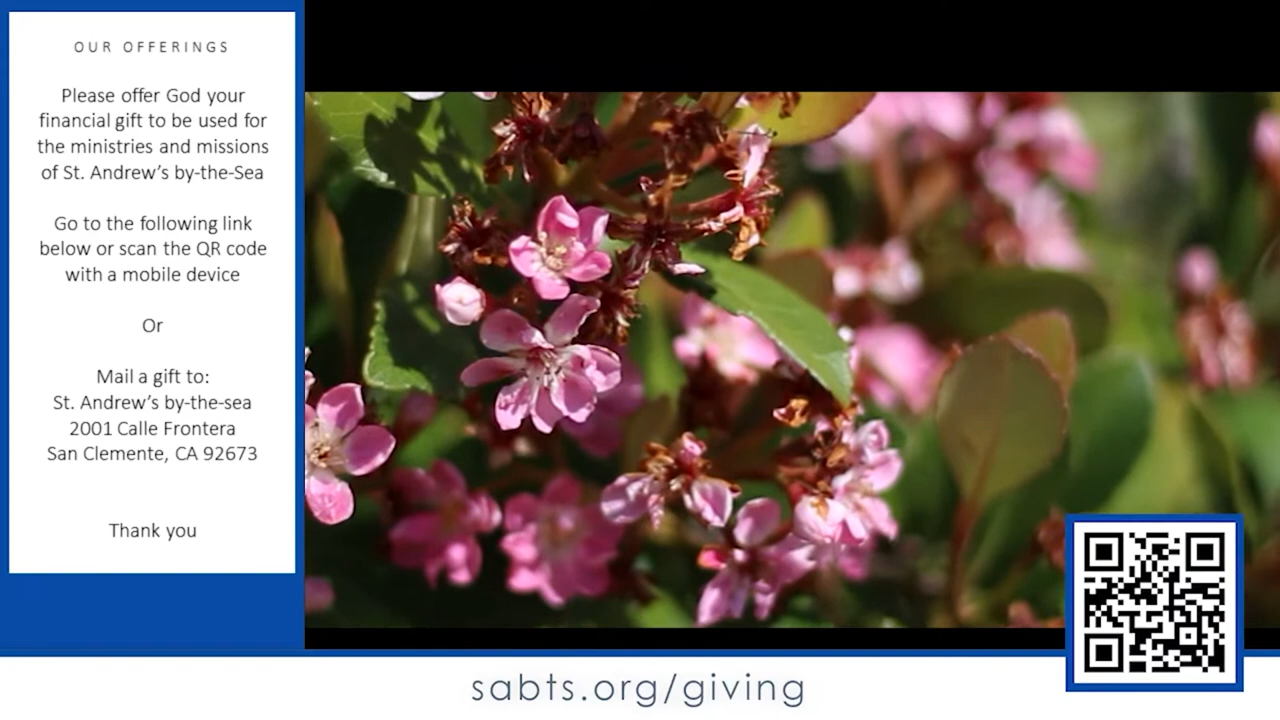 OUR OFFERINGS
Please offer God your
financial gift to be used for
the ministries and missions
of St. Andrew’s by-the-Sea
Go to the following link
below or scan the QR code
with a mobile device
Or
Mail a gift to:
St. Andrew’s by-the-sea
2001 Calle Frontera
San Clemente, CA 92673
Thank you
sabts.org/giving